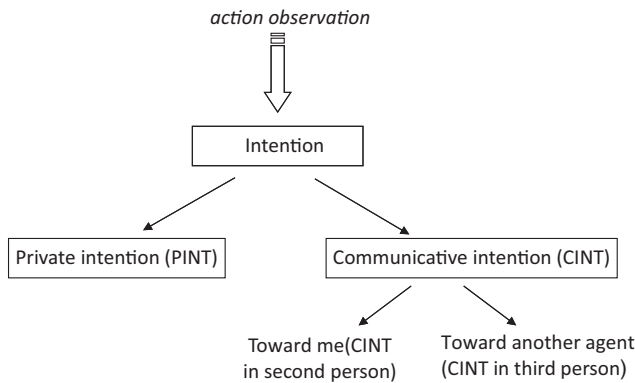 action observation
Intention
Private intention (PINT)
Communicative intention (CINT)
Toward me(CINT
in second person)
Toward another agent
(CINT in third person)